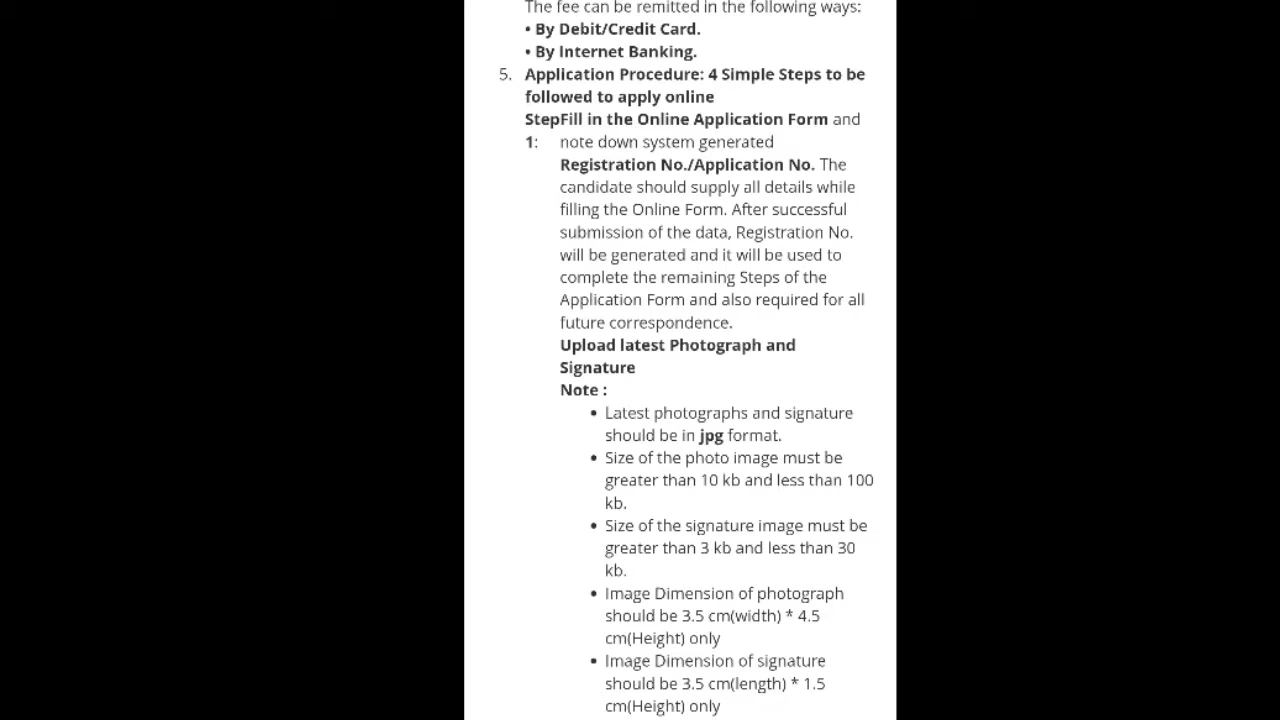 The fee can be remitted in the following ways:
• By Debit/Credit Card.
• By Internet Banking.
5. Application Procedure: 4 Simple Steps to be
followed to apply online
StepFill in the Online Application Form and
1: note down system generated
Registration No./Application No. The
candidate should supply all details while
filling the Online Form. After successful
submission of the data, Registration No.
will be generated and it will be used to
complete the remaining Steps of the
Application Form and also required for all
future correspondence.
Upload latest Photograph and
Signature
Note :
• Latest photographs and signature
should be in jpg format.
• Size of the photo image must be
greater than 10 kb and less than 100
kb.
• Size of the signature image must be
greater than 3 kb and less than 30
kb.
• Image Dimension of photograph
should be 3.5 cm(width) * 4.5
cm(Height) only
• Image Dimension of signature
should be 3.5 cm(length) * 1.5
cm(Height) only